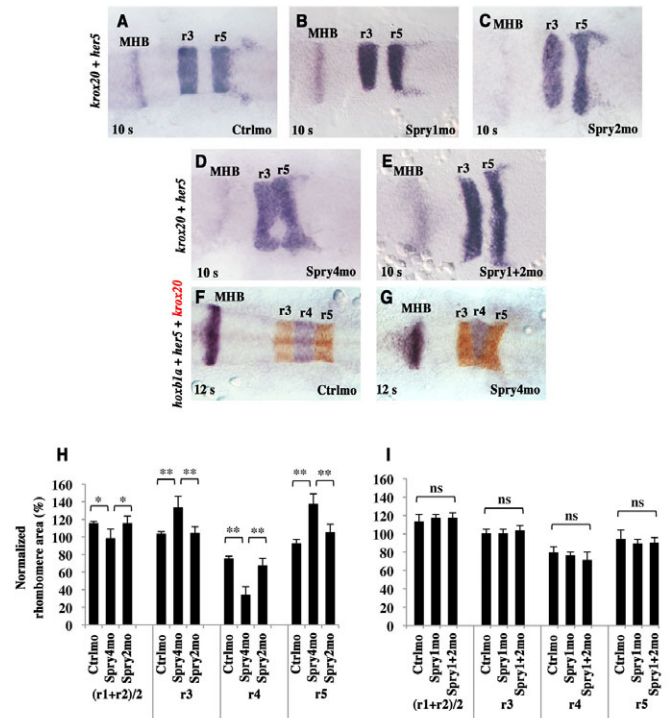 A
MHB
r3
r5
10 s
Ctrlmo
B
MHB
r3
r5
10 s
Spry1mo
C
MHB
r3
r5
10 s
Spry2mo
krox20 + her5
D
MHB
r3
r5
10 s
Spry4mo
E
MHB
r3
r5
10 s
Spry1+2mo
krox20 + her5
F
MHB
r3
r4
r5
12 s
Ctrlmo
G
MHB
r3
r4
r5
12 s
Spry4mo
hoxb1a + her5 + krox20
H
Normalized
rhombomere area (%)
180
160
140
120
100
80
60
40
20
0
* * ** ** ** ** ** **
Ctrlmo Spry4mo Spry2mo Ctrlmo Spry4mo Spry2mo Ctrlmo Spry4mo Spry2mo Ctrlmo Spry4mo Spry2mo
(r1+r2)/2 r3 r4 r5
I
180
160
140
120
100
80
60
40
20
0
ns ns ns ns
Ctrlmo Spry1mo Spry1+2mo Ctrlmo Spry1mo Spry1+2mo Ctrlmo Spry1mo Spry1+2mo Ctrlmo Spry1mo Spry1+2mo
(r1+r2)/2 r3 r4 r5